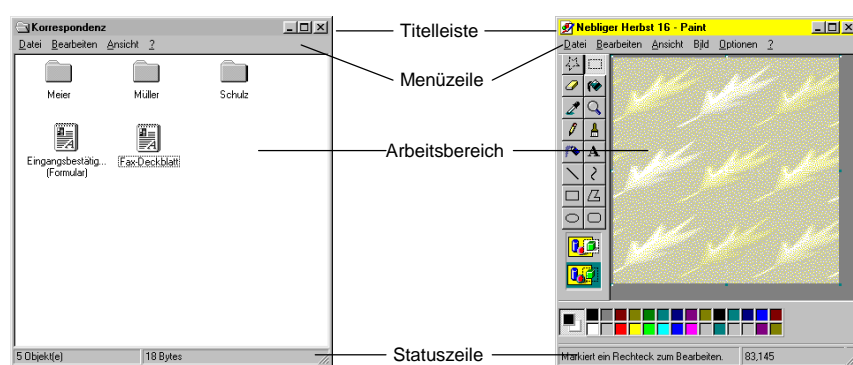 Korrespondenz
Datei Bearbeiten Ansicht ?
Meier Müller Schulz
Eingangsbestätig...
(Formular)
Fax-Deckblatt
5 Objekt(e) 18 Bytes
Titelleiste
Menüzeile
Arbeitsbereich
Statuszeile
Nebliger Herbst 16 - Paint
Datei Bearbeiten Ansicht Bild Optionen ?
A
Markiert ein Rechteck zum Bearbeiten. 83,145